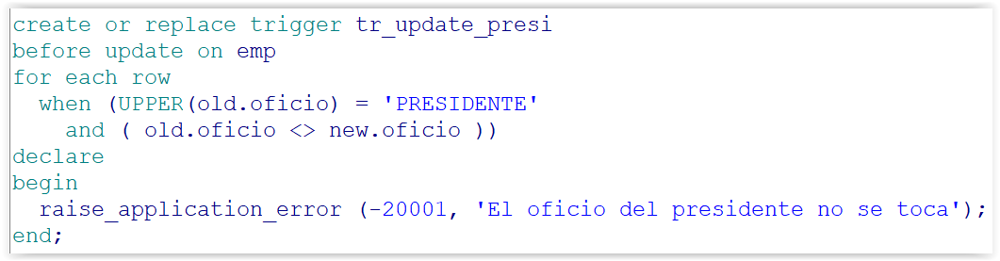 create or replace trigger tr_update_presi
before update on emp
for each row
  when (UPPER(old.oficio) = 'PRESIDENTE'
    and ( old.oficio <> new.oficio ))
declare
begin
  raise_application_error (-20001, 'El oficio del presidente no se toca');
end;